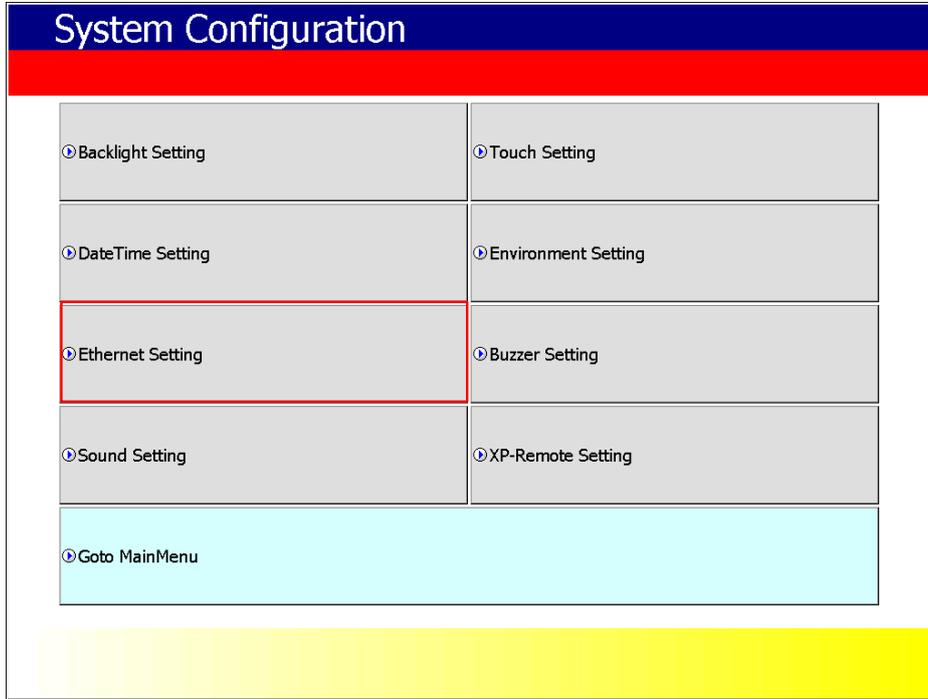 System Configuration
Backlight Setting
Touch Setting
DateTime Setting
Environment Setting
Ethernet Setting
Buzzer Setting
Sound Setting
XP-Remote Setting
Goto MainMenu